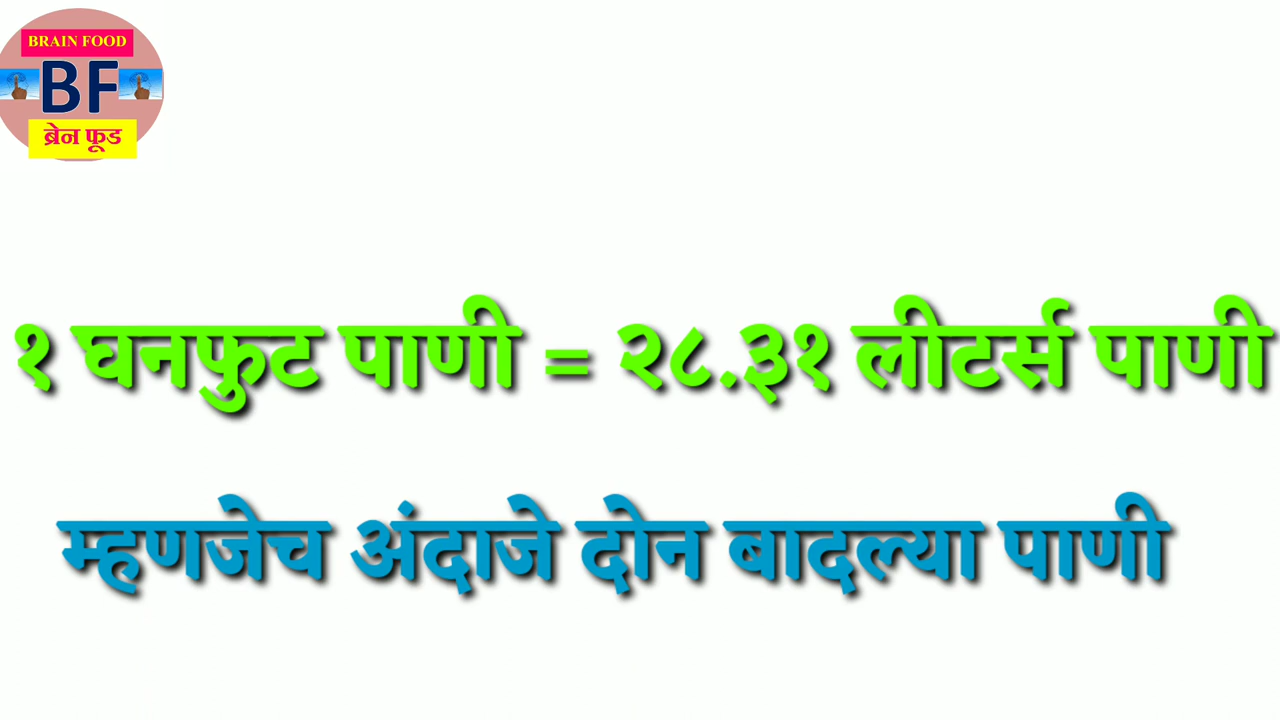 BRAIN FOOD
BF
ब्रेन फूड
१ घनफुट पाणी = २८.३१ लीटर्स पाणी
म्हणजेच अंदाजे दोन बादल्या पाणी